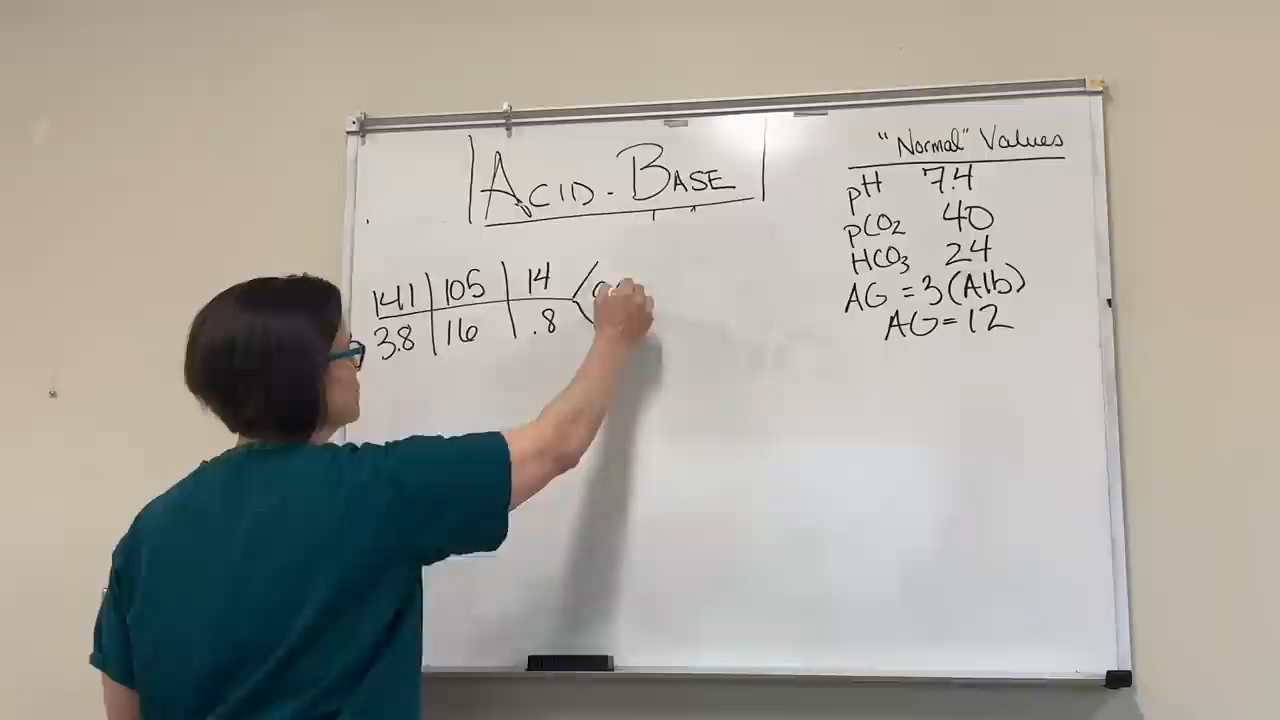 ACID-BASE
141 105 14
3.8 16 .8
"Normal" Values
pH 7.4
pCO₂ 40
HCO₃ 24
AG = 3 (Alb)
AG = 12